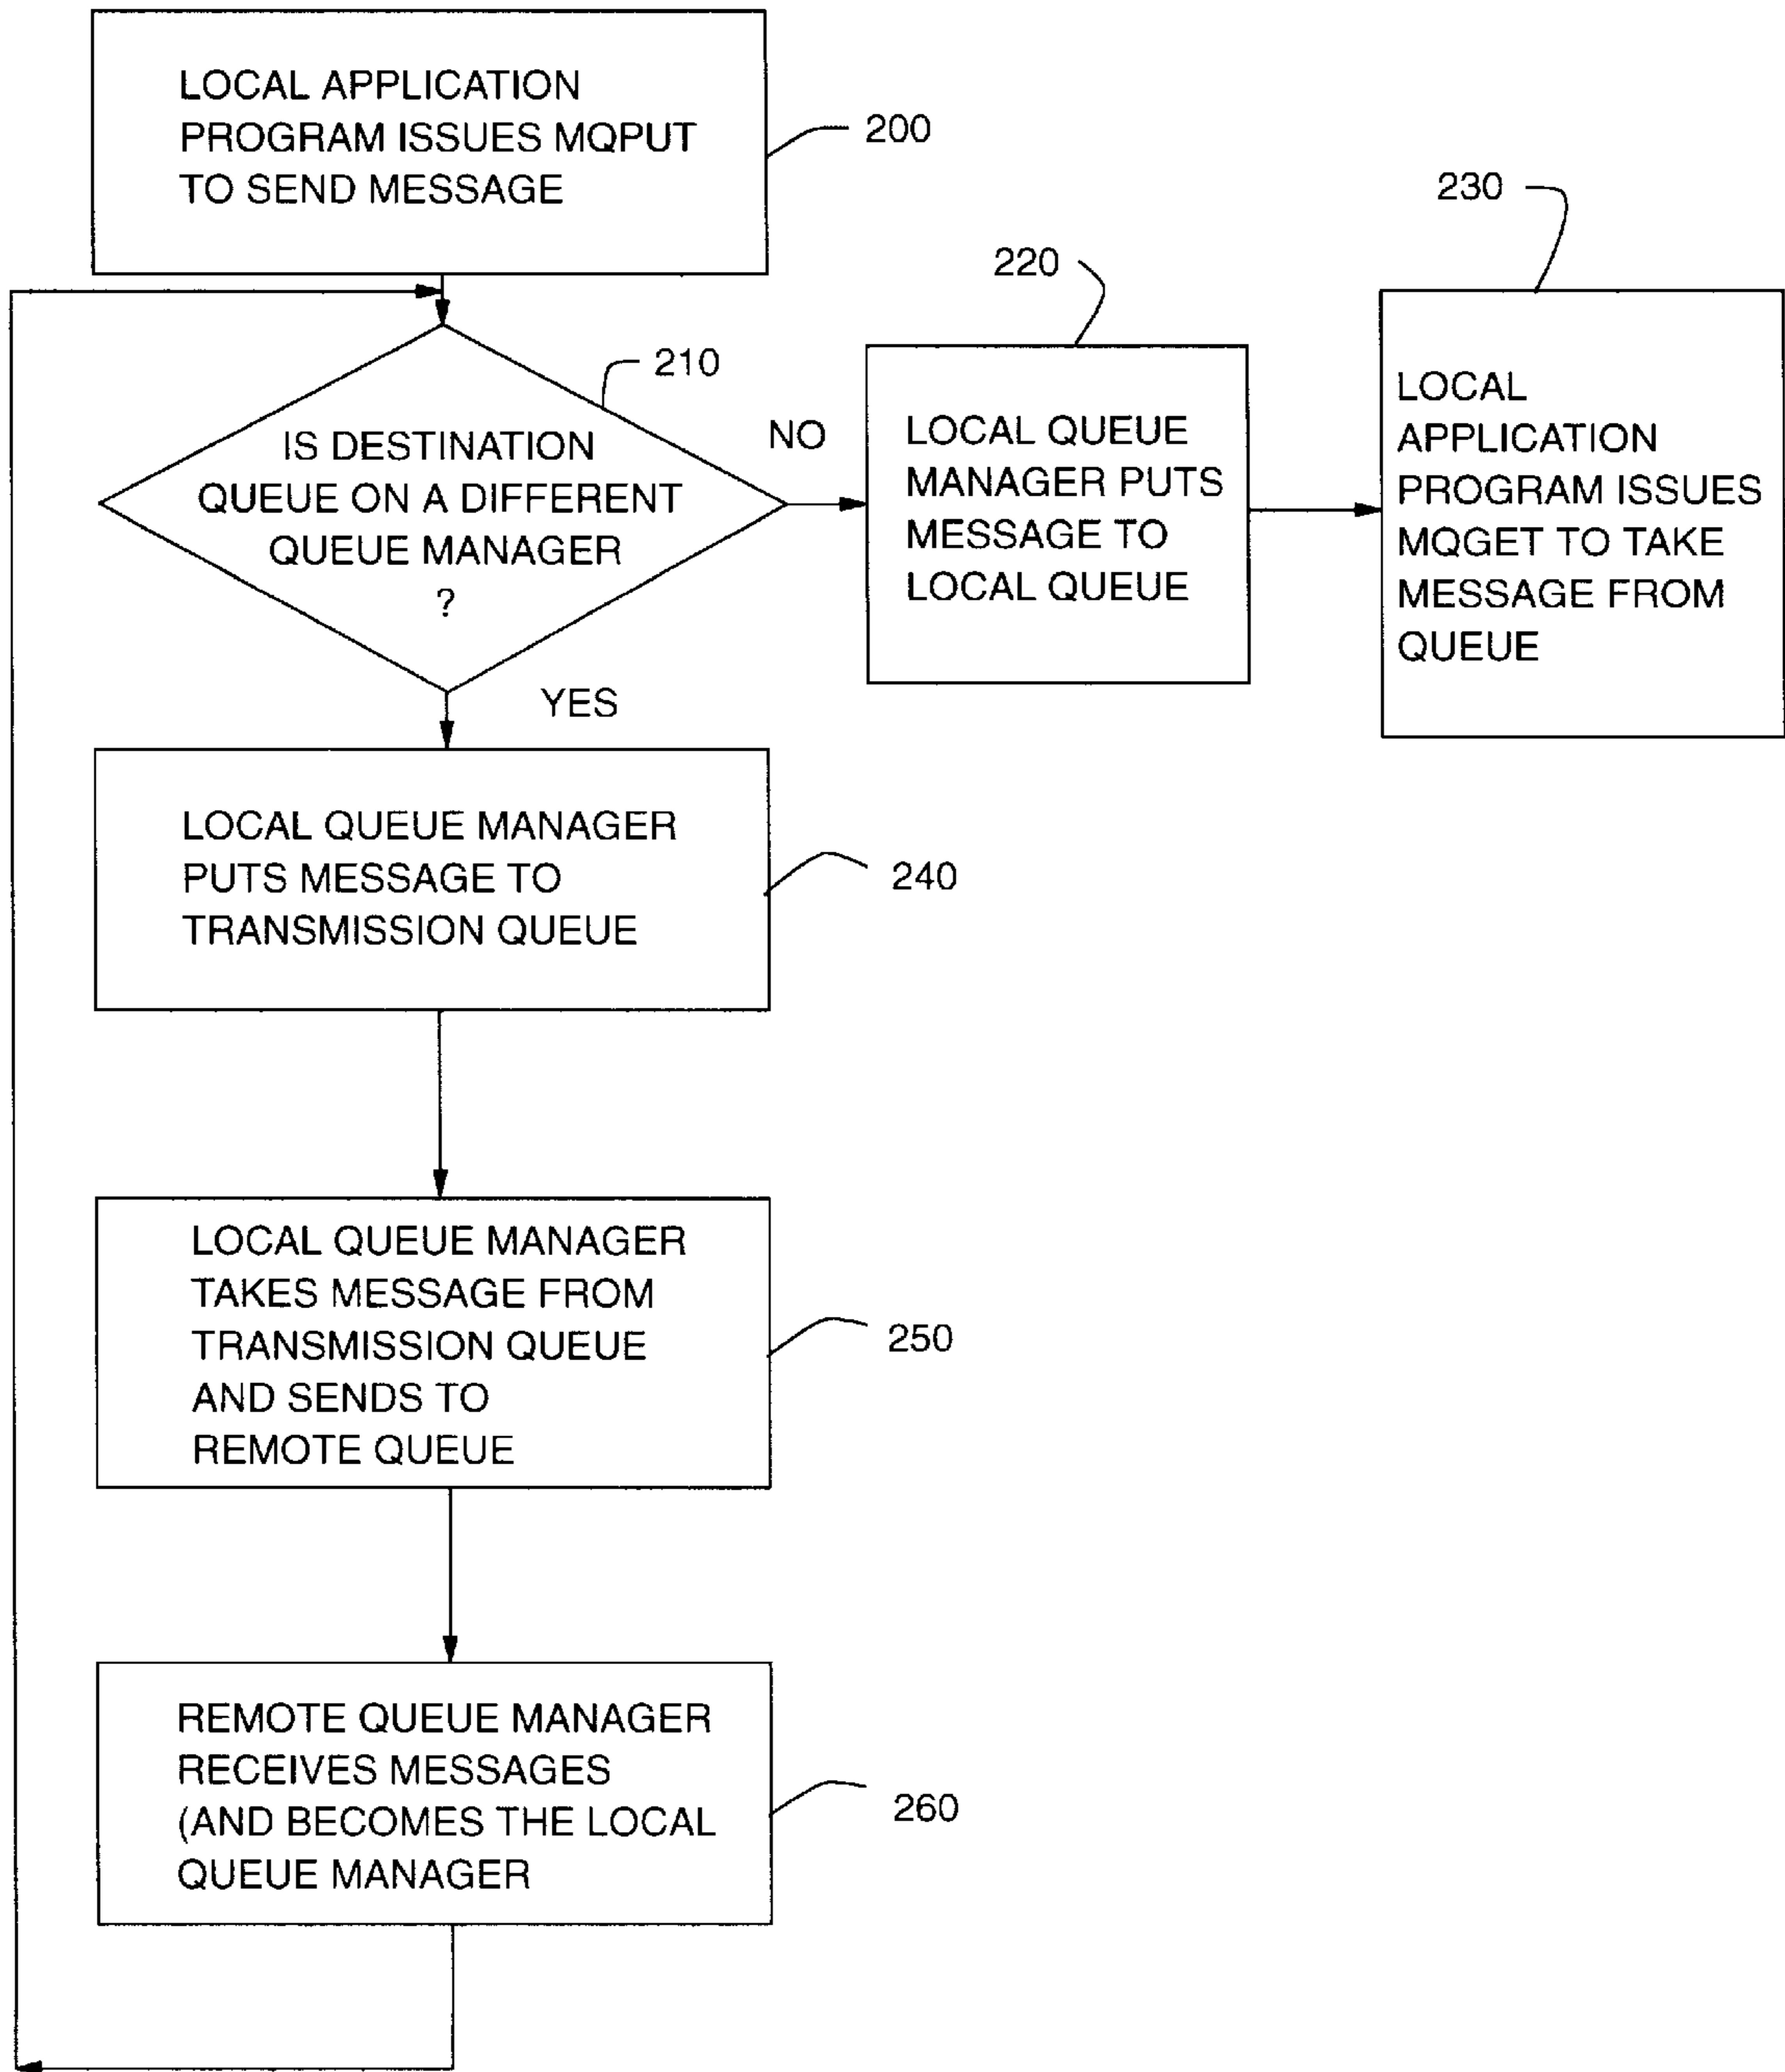 LOCAL APPLICATION
PROGRAM ISSUES MQPUT
TO SEND MESSAGE
200
IS DESTINATION
QUEUE ON A DIFFERENT
QUEUE MANAGER
?
210
NO
YES
LOCAL QUEUE
MANAGER PUTS
MESSAGE TO
LOCAL QUEUE
220
LOCAL
APPLICATION
PROGRAM ISSUES
MQGET TO TAKE
MESSAGE FROM
QUEUE
230
LOCAL QUEUE MANAGER
PUTS MESSAGE TO
TRANSMISSION QUEUE
240
LOCAL QUEUE MANAGER
TAKES MESSAGE FROM
TRANSMISSION QUEUE
AND SENDS TO
REMOTE QUEUE
250
REMOTE QUEUE MANAGER
RECEIVES MESSAGES
(AND BECOMES THE LOCAL
QUEUE MANAGER
260